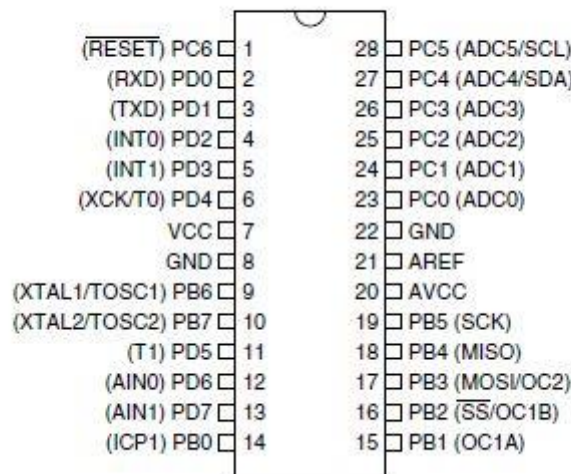 (RESET) PC6 1 28 PC5 (ADC5/SCL)
(RXD) PD0 2 27 PC4 (ADC4/SDA)
(TXD) PD1 3 26 PC3 (ADC3)
(INT0) PD2 4 25 PC2 (ADC2)
(INT1) PD3 5 24 PC1 (ADC1)
(XCK/T0) PD4 6 23 PC0 (ADC0)
VCC 7 22 GND
GND 8 21 AREF
(XTAL1/TOSC1) PB6 9 20 AVCC
(XTAL2/TOSC2) PB7 10 19 PB5 (SCK)
(T1) PD5 11 18 PB4 (MISO)
(AIN0) PD6 12 17 PB3 (MOSI/OC2)
(AIN1) PD7 13 16 PB2 (SS/OC1B)
(ICP1) PB0 14 15 PB1 (OC1A)